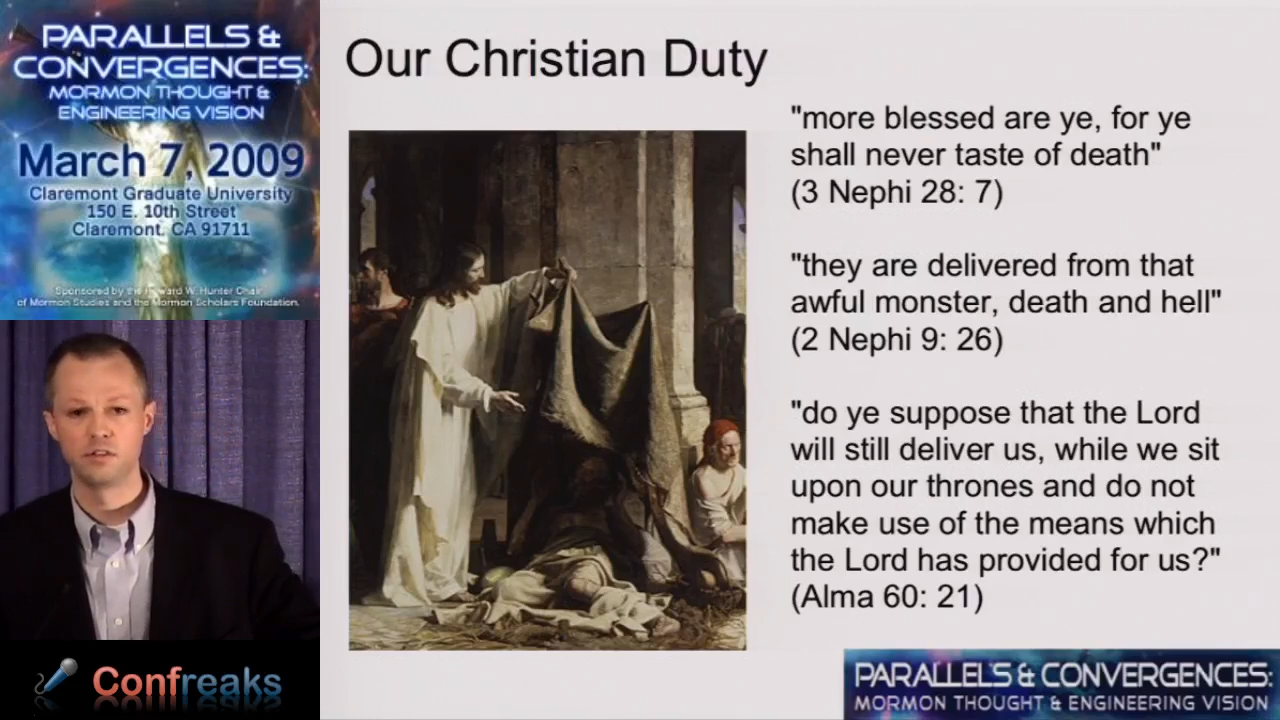 PARALLELS &
CONVERGENCES:
MORMON THOUGHT &
ENGINEERING VISION
March 7, 2009
Claremont Graduate University
150 E. 10th Street
Claremont, CA 91711
Sponsored by the Howard W. Hunter Chair
of Mormon Studies and the Mormon Scholars Foundation.
Confreaks
Our Christian Duty
"more blessed are ye, for ye
shall never taste of death"
(3 Nephi 28: 7)
"they are delivered from that
awful monster, death and hell"
(2 Nephi 9: 26)
"do ye suppose that the Lord
will still deliver us, while we sit
upon our thrones and do not
make use of the means which
the Lord has provided for us?"
(Alma 60: 21)
PARALLELS & CONVERGENCES:
MORMON THOUGHT & ENGINEERING VISION